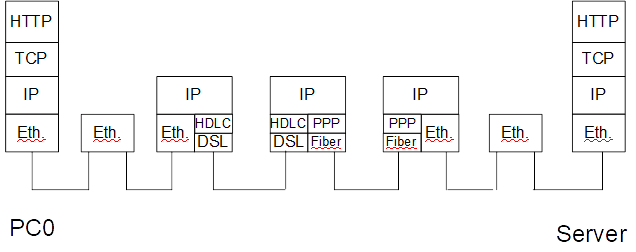 HTTP
HTTP
TCP
TCP
IP
IP
IP
IP
IP
Eth.
Eth.
Eth.
HDLC
DSL
HDLC
PPP
DSL
Fiber
PPP
Fiber
Eth.
Eth.
Eth.
PC0
Server